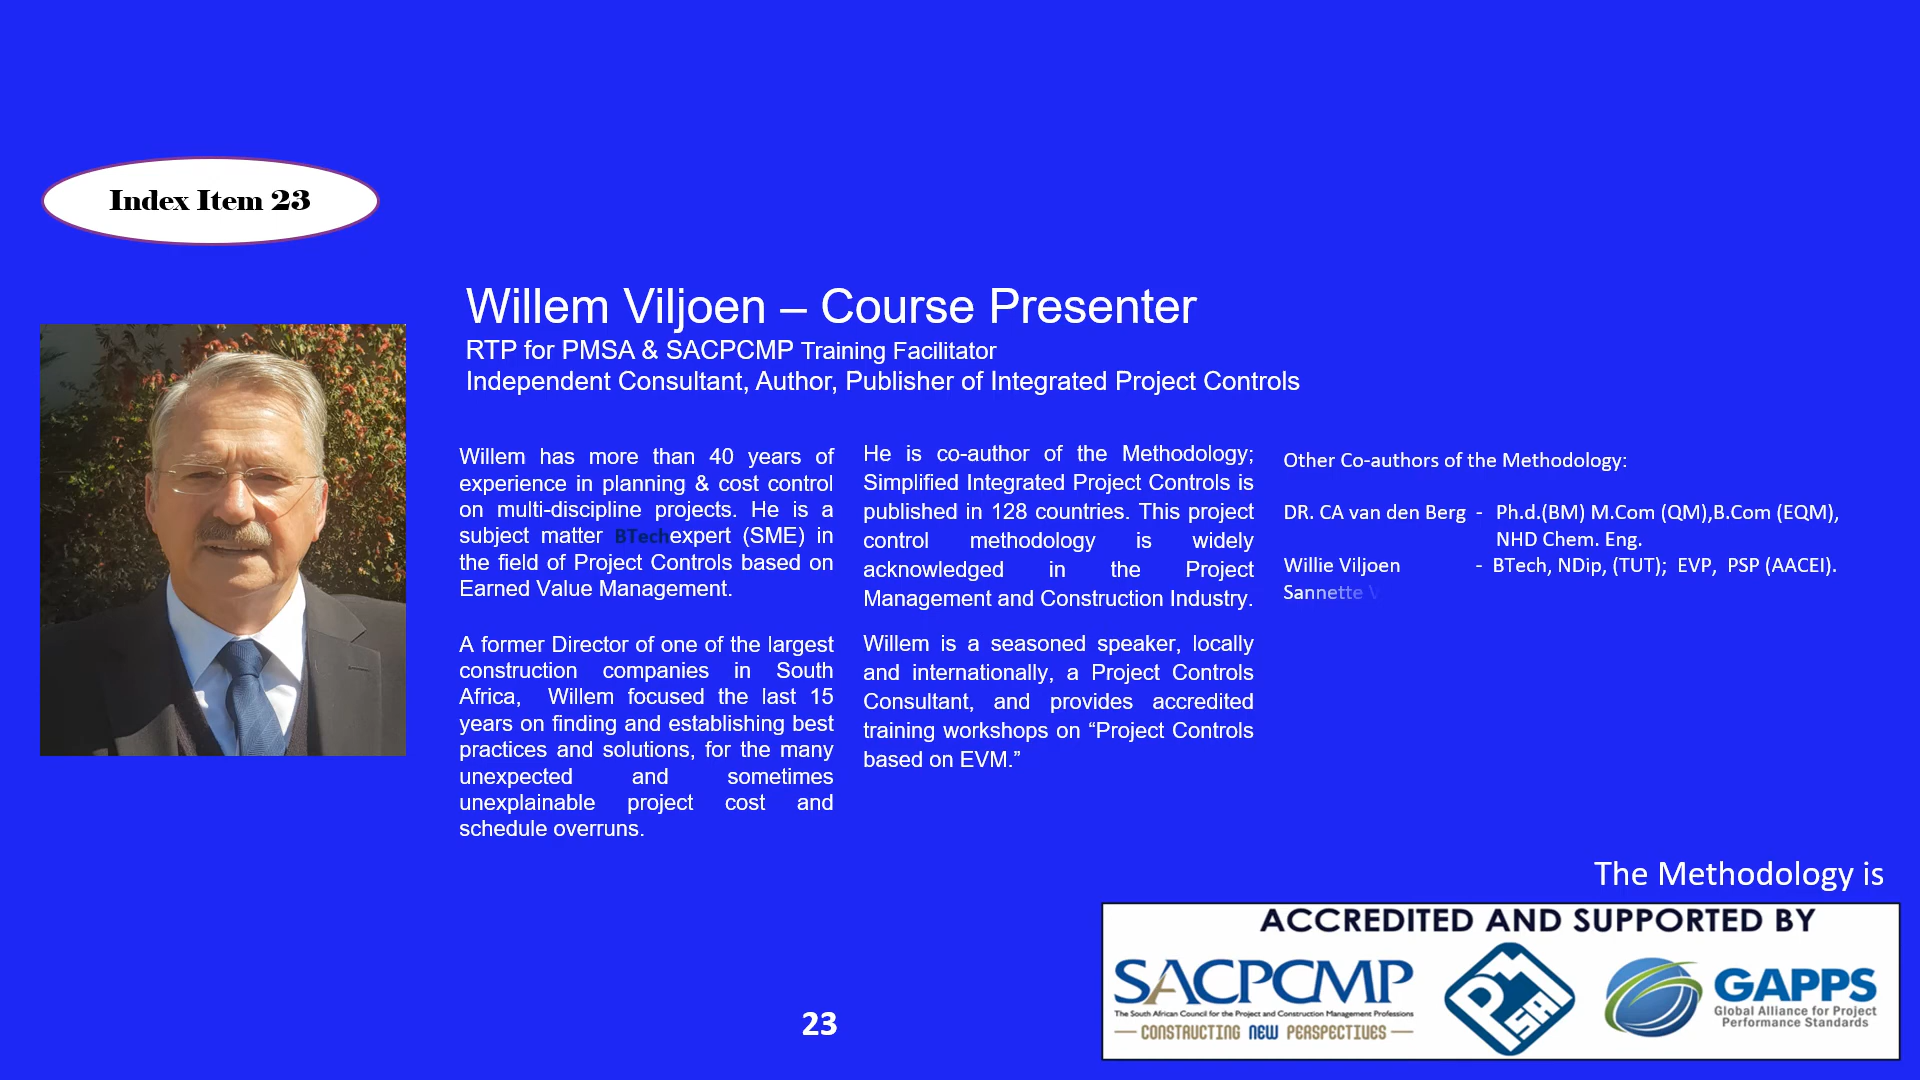 Index Item 23
Willem Viljoen – Course Presenter
RTP for PMSA & SACPCMP Training Facilitator
Independent Consultant, Author, Publisher of Integrated Project Controls
Willem has more than 40 years of
experience in planning & cost control
on multi-discipline projects. He is a
subject matter BTechexpert (SME) in
the field of Project Controls based on
Earned Value Management.
A former Director of one of the largest
construction companies in South
Africa, Willem focused the last 15
years on finding and establishing best
practices and solutions, for the many
unexpected and sometimes
unexplainable project cost and
schedule overruns.
He is co-author of the Methodology;
Simplified Integrated Project Controls is
published in 128 countries. This project
control methodology is widely
acknowledged in the Project
Management and Construction Industry.
Willem is a seasoned speaker, locally
and internationally, a Project Controls
Consultant, and provides accredited
training workshops on “Project Controls
based on EVM.”
Other Co-authors of the Methodology:
DR. CA van den Berg - Ph.d.(BM) M.Com (QM),B.Com (EQM),
NHD Chem. Eng.
Willie Viljoen - BTech, NDip, (TUT); EVP, PSP (AACEI).
Sannette V
The Methodology is
ACCREDITED AND SUPPORTED BY
SACPCMP
The South African Council for the Project and Construction Management Professions
CONSTRUCTING NEW PERSPECTIVES
PMSA
GAPPS
Global Alliance for Project
Performance Standards
23